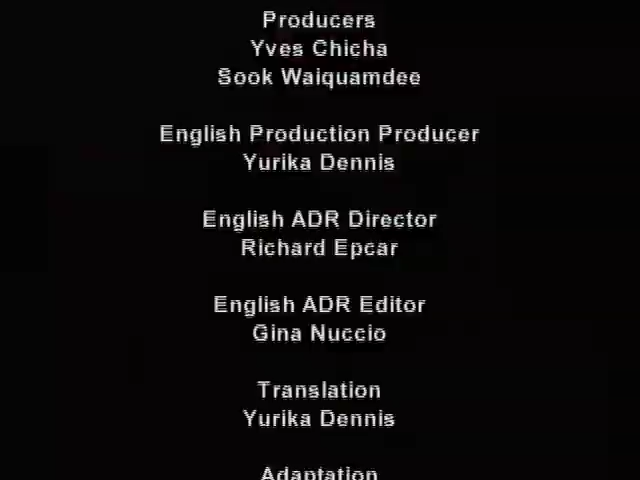 Producers
Yves Chicha
Sook Waiquamdee
English Production Producer
Yurika Dennis
English ADR Director
Richard Epcar
English ADR Editor
Gina Nuccio
Translation
Yurika Dennis
Adaptation